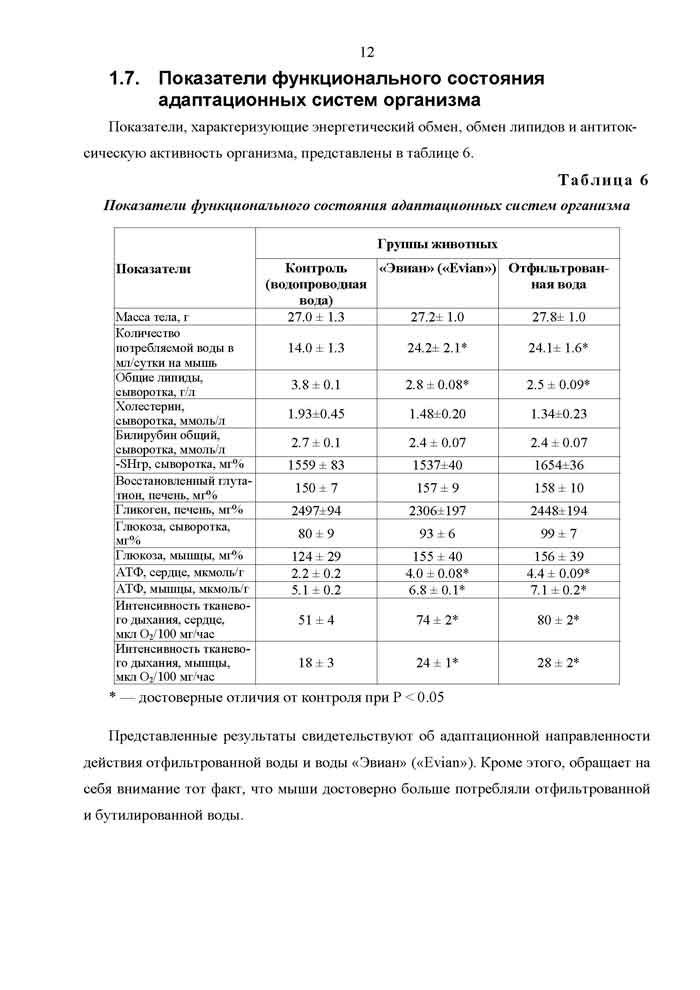 12
1.7. Показатели функционального состояния
адаптационных систем организма
Показатели, характеризующие энергетический обмен, обмен липидов и антиток-
сическую активность организма, представлены в таблице 6.
Таблица 6
Показатели функционального состояния адаптационных систем организма
Показатели
Группы животных
Контроль
(водопроводная
вода)
«Эвиан» («Evian»)
Отфильтрован-
ная вода
Масса тела, г 27.0 ± 1.3 27.2± 1.0 27.8± 1.0
Количество
потребляемой воды в 14.0 ± 1.3 24.2± 2.1* 24.1± 1.6*
мл/сутки на мышь
Общие липиды,
сыворотка, г/л 3.8 ± 0.1 2.8 ± 0.08* 2.5 ± 0.09*
Холестерин,
сыворотка, ммоль/л 1.93±0.45 1.48±0.20 1.34±0.23
Билирубин общий,
сыворотка, ммоль/л 2.7 ± 0.1 2.4 ± 0.07 2.4 ± 0.07
-SHгр, сыворотка, мг% 1559 ± 83 1537±40 1654±36
Восстановленный глута-
тион, печень, мг% 150 ± 7 157 ± 9 158 ± 10
Гликоген, печень, мг% 2497±94 2306±197 2448±194
Глюкоза, сыворотка,
мг% 80 ± 9 93 ± 6 99 ± 7
Глюкоза, мышцы, мг% 124 ± 29 155 ± 40 156 ± 39
АТФ, сердце, мкмоль/г 2.2 ± 0.2 4.0 ± 0.08* 4.4 ± 0.09*
АТФ, мышцы, мкмоль/г 5.1 ± 0.2 6.8 ± 0.1* 7.1 ± 0.2*
Интенсивность тканево-
го дыхания, сердце, 51 ± 4 74 ± 2* 80 ± 2*
мкл O₂/100 мг/час
Интенсивность тканево-
го дыхания, мышцы, 18 ± 3 24 ± 1* 28 ± 2*
мкл O₂/100 мг/час
* — достоверные отличия от контроля при P < 0.05
Представленные результаты свидетельствуют об адаптационной направленности
действия отфильтрованной воды и воды «Эвиан» («Evian»). Кроме этого, обращает на
себя внимание тот факт, что мыши достоверно больше потребляли отфильтрованной
и бутилированной воды.